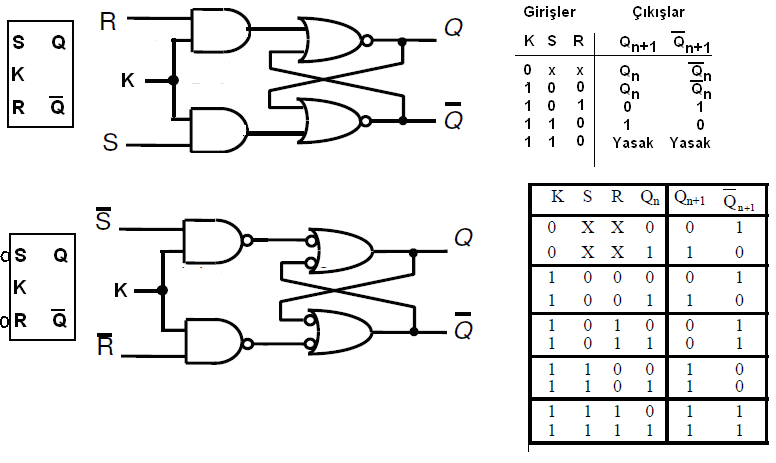 S Q
K
R Q̅
R
K
S
Q
Q̅
Girişler Çıkışlar
K S R Qn+1 Q̅n+1
0 x x Qn Q̅n
1 0 0 Qn Q̅n
1 0 1 0 1
1 1 0 1 0
1 1 0 Yasak Yasak
S Q
K
R Q̅
S̅
K
R̅
Q
Q̅
K S R Qn Qn+1 Q̅n+1
0 X X 0 0 1
0 X X 1 1 0
1 0 0 0 0 1
1 0 0 1 1 0
1 0 1 0 0 1
1 0 1 1 0 1
1 1 0 0 1 0
1 1 0 1 1 0
1 1 1 0 1 1
1 1 1 1 1 1